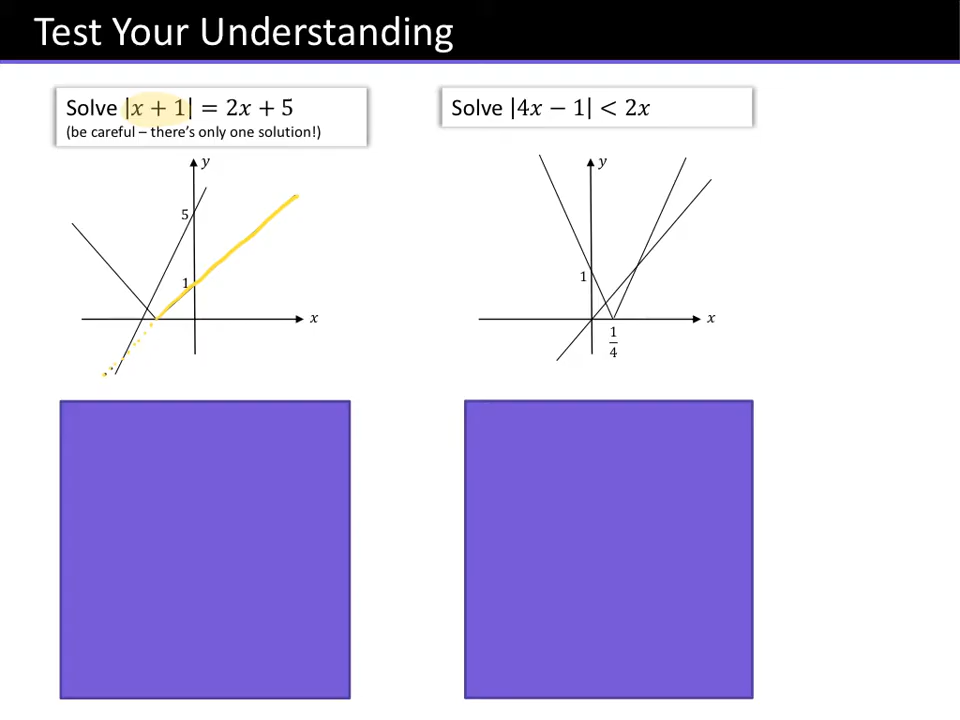 Test Your Understanding
Solve |𝑥 + 1| = 2𝑥 + 5
(be careful – there's only one solution!)
𝑦
5
1
𝑥
Solve |4𝑥 − 1| < 2𝑥
𝑦
1
𝑥
1
4